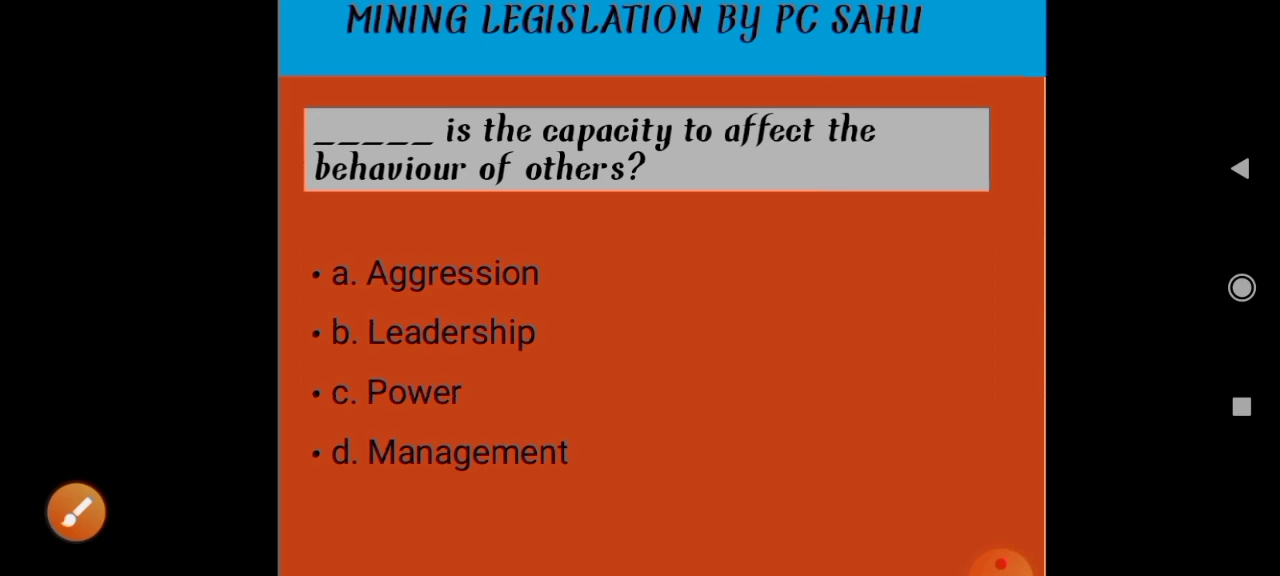 MINING LEGISLATION BY PC SAHU
_____ is the capacity to affect the
behaviour of others?
• a. Aggression
• b. Leadership
• c. Power
• d. Management